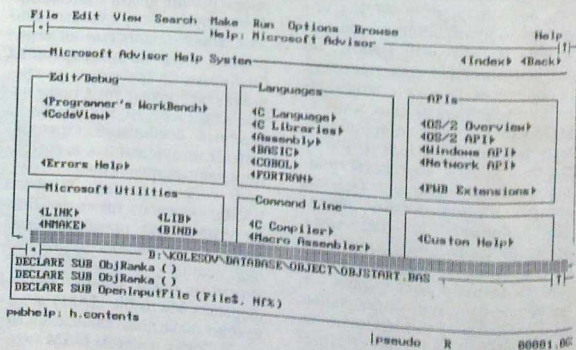 File Edit View Search Make Run Options Browse Help
Help: Microsoft Advisor
Microsoft Advisor Help System
◄Index► ◄Back►
Edit/Debug
◄Programmer's WorkBench►
◄CodeView►
◄Errors Help►
Languages
◄C Language►
◄C Libraries►
◄Assembly►
◄BASIC►
◄COBOL►
◄FORTRAN►
APIs
◄OS/2 Overview►
◄OS/2 API►
◄Windows API►
◄Network API►
◄PWB Extensions►
Microsoft Utilities
◄LINK► ◄LIB►
◄NMAKE► ◄BIND►
Command Line
◄C Compiler►
◄Macro Assembler►
◄Custom Help►
D:\KOLESOV\DATABASE\OBJECT\OBJSTART.BAS
DECLARE SUB ObjRanka ( )
DECLARE SUB ObjRanka ( )
DECLARE SUB OpenInputFile (File$, Nf%)
pwbhelp: h.contents
pseudo R 00001.00